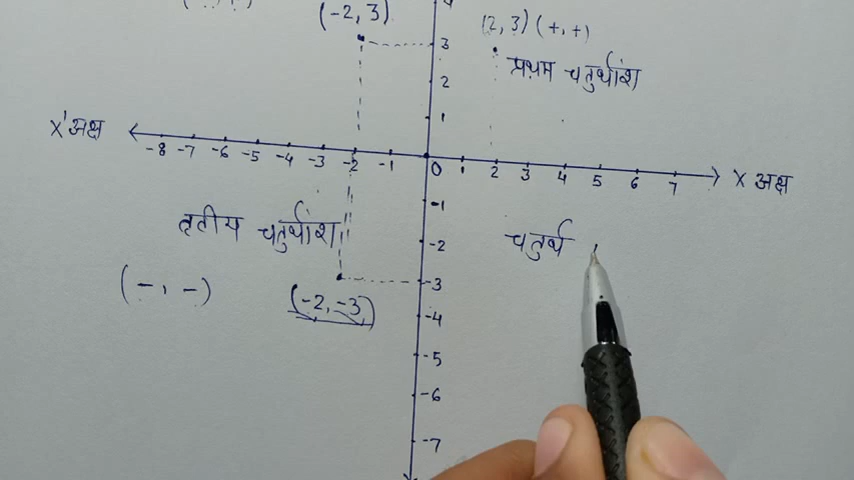 (-2, 3)
(2, 3) (+, +)
3
प्रथम चतुर्थांश
2
1
X' अक्ष
-8 -7 -6 -5 -4 -3 -2 -1 0 1 2 3 4 5 6 7
X अक्ष
-1
तृतीय चतुर्थांश
-2
चतुर्थ
(-, -)
-3
(-2, -3)
-4
-5
-6
-7